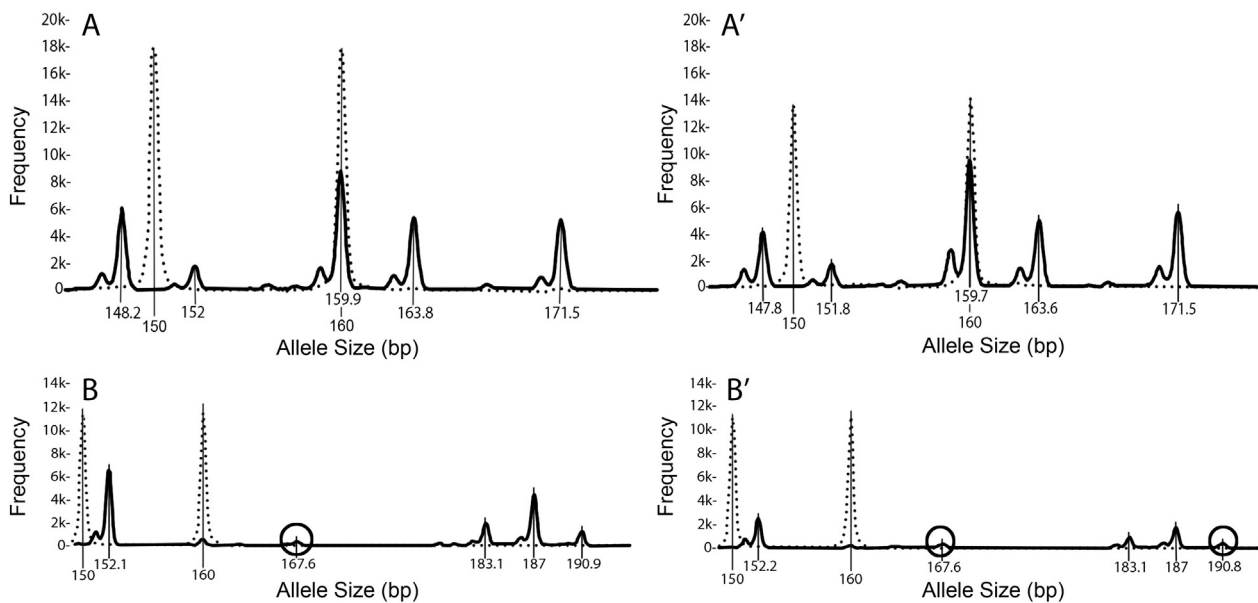 A
20k-
18k-
16k-
14k-
12k-
10k-
8k-
6k-
4k-
2k-
0
Frequency
148.2
150
152
159.9
160
163.8
171.5
Allele Size (bp)
A′
20k-
18k-
16k-
14k-
12k-
10k-
8k-
6k-
4k-
2k-
0-
Frequency
147.8
150
151.8
159.7
160
163.6
171.5
Allele Size (bp)
B
14k-
12k-
10k-
8k-
6k-
4k-
2k-
0-
Frequency
150
152.1
160
167.6
183.1
187
190.9
Allele Size (bp)
B′
14k-
12k-
10k-
8k-
6k-
4k-
2k-
0-
Frequency
150
152.2
160
167.6
183.1
187
190.8
Allele Size (bp)